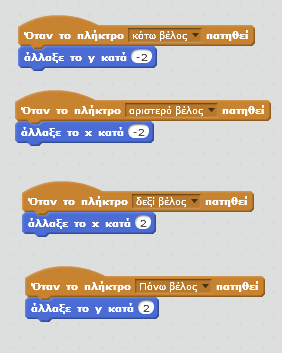 Όταν το πλήκτρο κάτω βέλος πατηθεί
άλλαξε το y κατά -2
Όταν το πλήκτρο αριστερό βέλος πατηθεί
άλλαξε το x κατά -2
Όταν το πλήκτρο δεξί βέλος πατηθεί
άλλαξε το x κατά 2
Όταν το πλήκτρο Πάνω βέλος πατηθεί
άλλαξε το y κατά 2